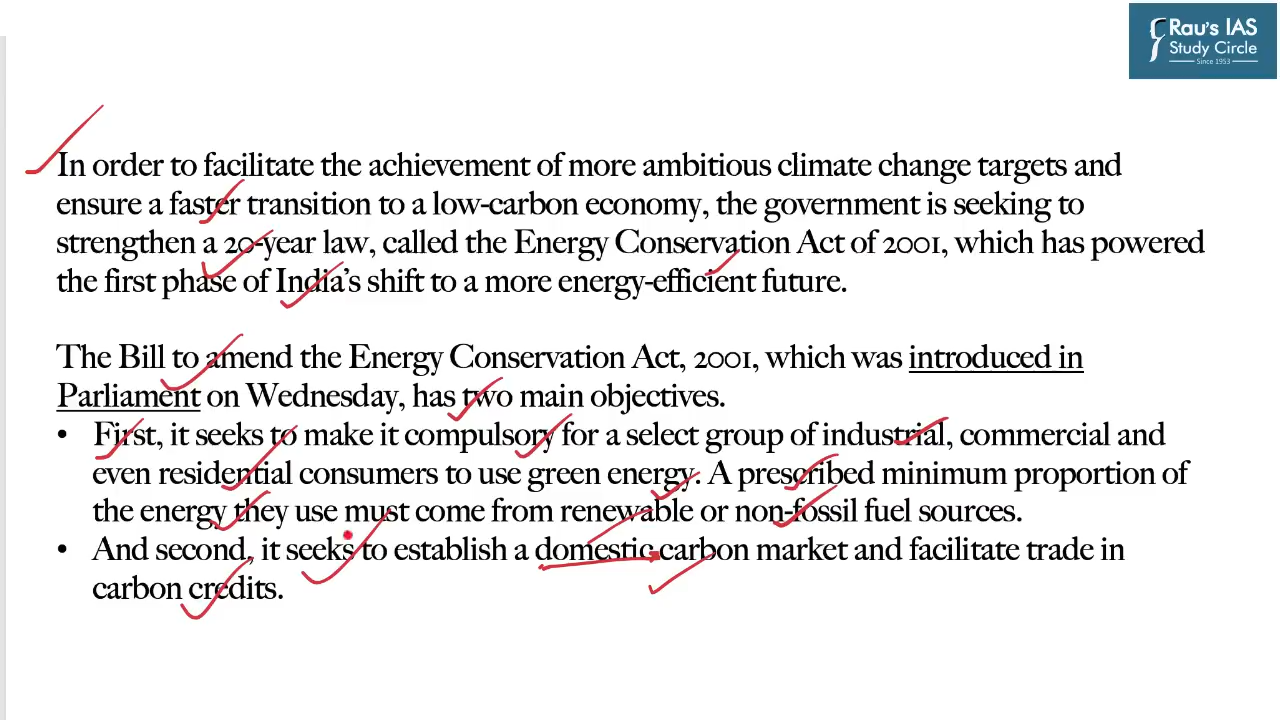 Rau's IAS
Study Circle
Since 1953
In order to facilitate the achievement of more ambitious climate change targets and
ensure a faster transition to a low-carbon economy, the government is seeking to
strengthen a 20-year law, called the Energy Conservation Act of 2001, which has powered
the first phase of India's shift to a more energy-efficient future.
The Bill to amend the Energy Conservation Act, 2001, which was introduced in
Parliament on Wednesday, has two main objectives.
• First, it seeks to make it compulsory for a select group of industrial, commercial and
even residential consumers to use green energy. A prescribed minimum proportion of
the energy they use must come from renewable or non-fossil fuel sources.
• And second, it seeks to establish a domestic carbon market and facilitate trade in
carbon credits.